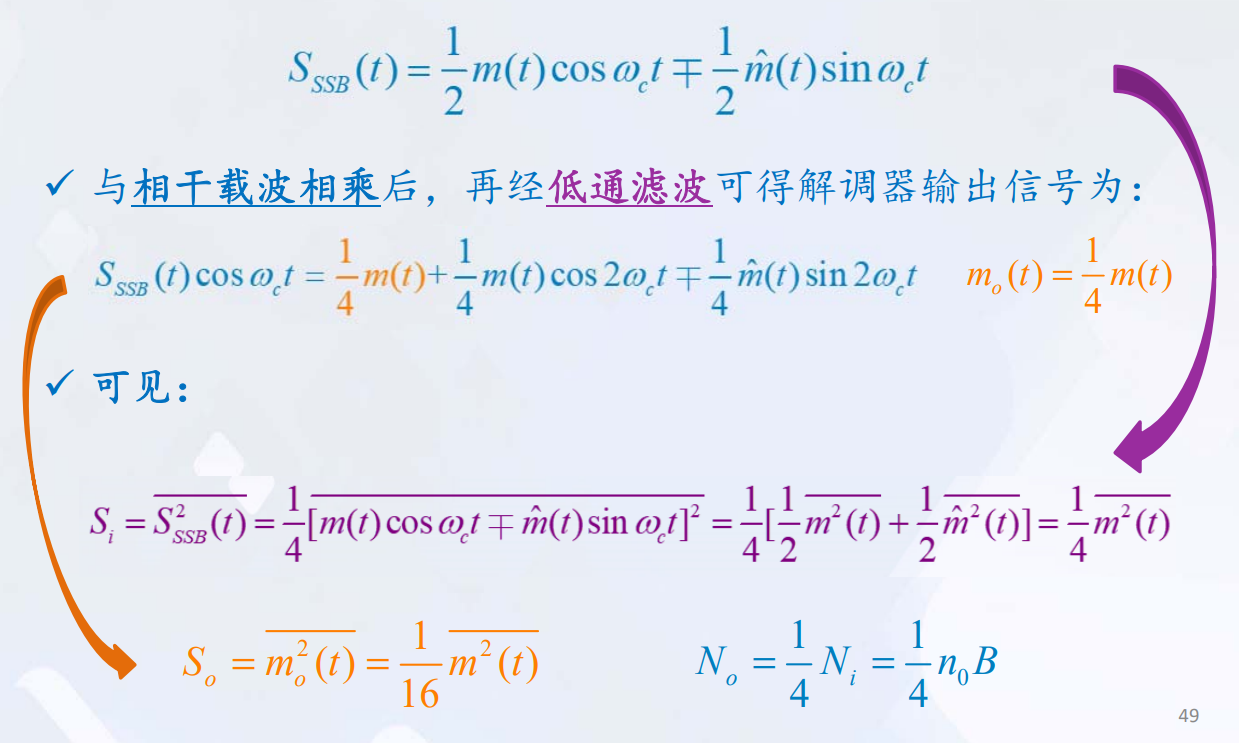 S_{SSB}(t) = \frac{1}{2}m(t)\cos\omega_c t \mp \frac{1}{2}\hat{m}(t)\sin\omega_c t
✓ 与相干载波相乘后，再经低通滤波可得解调器输出信号为：
S_{SSB}(t)\cos\omega_c t = \frac{1}{4}m(t) + \frac{1}{4}m(t)\cos 2\omega_c t \mp \frac{1}{4}\hat{m}(t)\sin 2\omega_c t    m_o(t) = \frac{1}{4}m(t)
✓ 可见：
S_i = \overline{S_{SSB}^2(t)} = \frac{1}{4}\overline{[m(t)\cos\omega_c t \mp \hat{m}(t)\sin\omega_c t]^2} = \frac{1}{4}[\frac{1}{2}\overline{m^2(t)} + \frac{1}{2}\overline{\hat{m}^2(t)}] = \frac{1}{4}\overline{m^2(t)}
S_o = \overline{m_o^2(t)} = \frac{1}{16}\overline{m^2(t)}    N_o = \frac{1}{4}N_i = \frac{1}{4}n_0 B
49